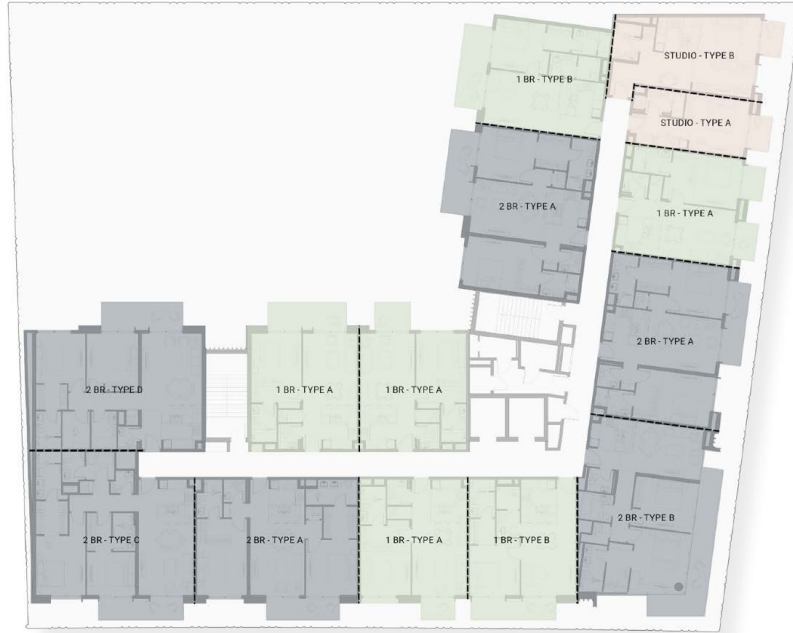 STUDIO - TYPE B
1 BR - TYPE B
STUDIO - TYPE A
2 BR - TYPE A
1 BR - TYPE A
2 BR - TYPE A
2 BR - TYPE D
1 BR - TYPE A
1 BR - TYPE A
2 BR - TYPE B
2 BR - TYPE C
2 BR - TYPE A
1 BR - TYPE A
1 BR - TYPE B